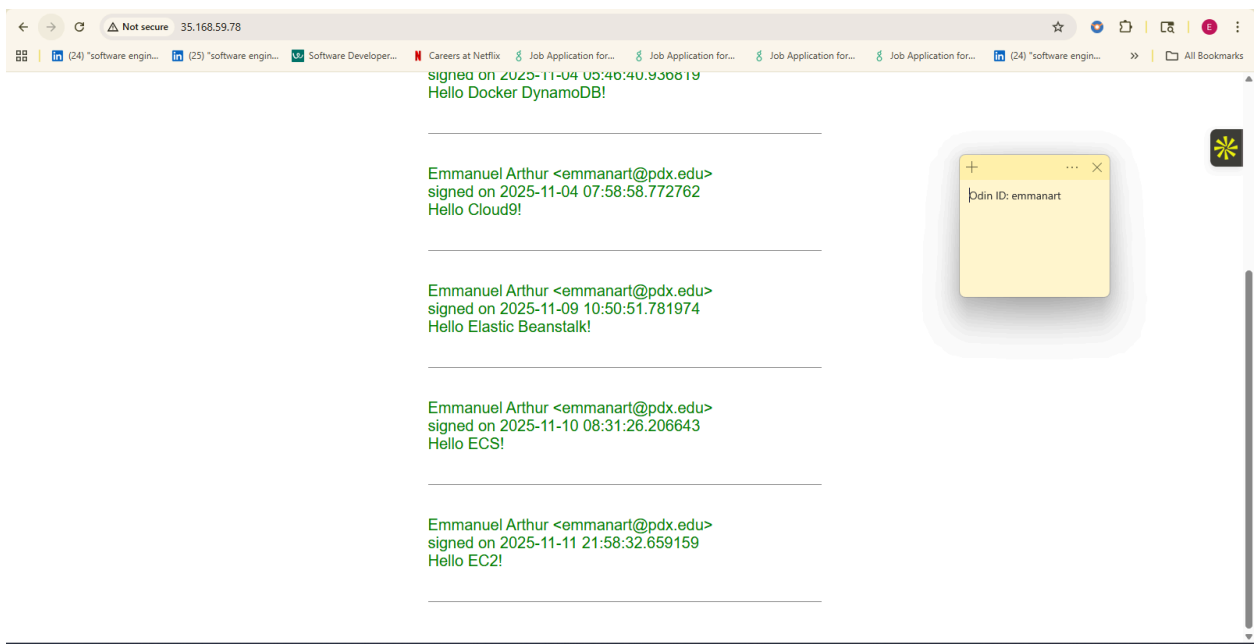 Not secure 35.168.59.78 E
(24) "software engin... (25) "software engin... Software Developer... N Careers at Netflix Job Application for... Job Application for... Job Application for... Job Application for... (24) "software engin... » All Bookmarks
signed on 2025-11-04 05:46:40.936819
Hello Docker DynamoDB!
Emmanuel Arthur <emmanart@pdx.edu>
signed on 2025-11-04 07:58:58.772762
Hello Cloud9!
Emmanuel Arthur <emmanart@pdx.edu>
signed on 2025-11-09 10:50:51.781974
Hello Elastic Beanstalk!
Emmanuel Arthur <emmanart@pdx.edu>
signed on 2025-11-10 08:31:26.206643
Hello ECS!
Emmanuel Arthur <emmanart@pdx.edu>
signed on 2025-11-11 21:58:32.659159
Hello EC2!
Odin ID: emmanart